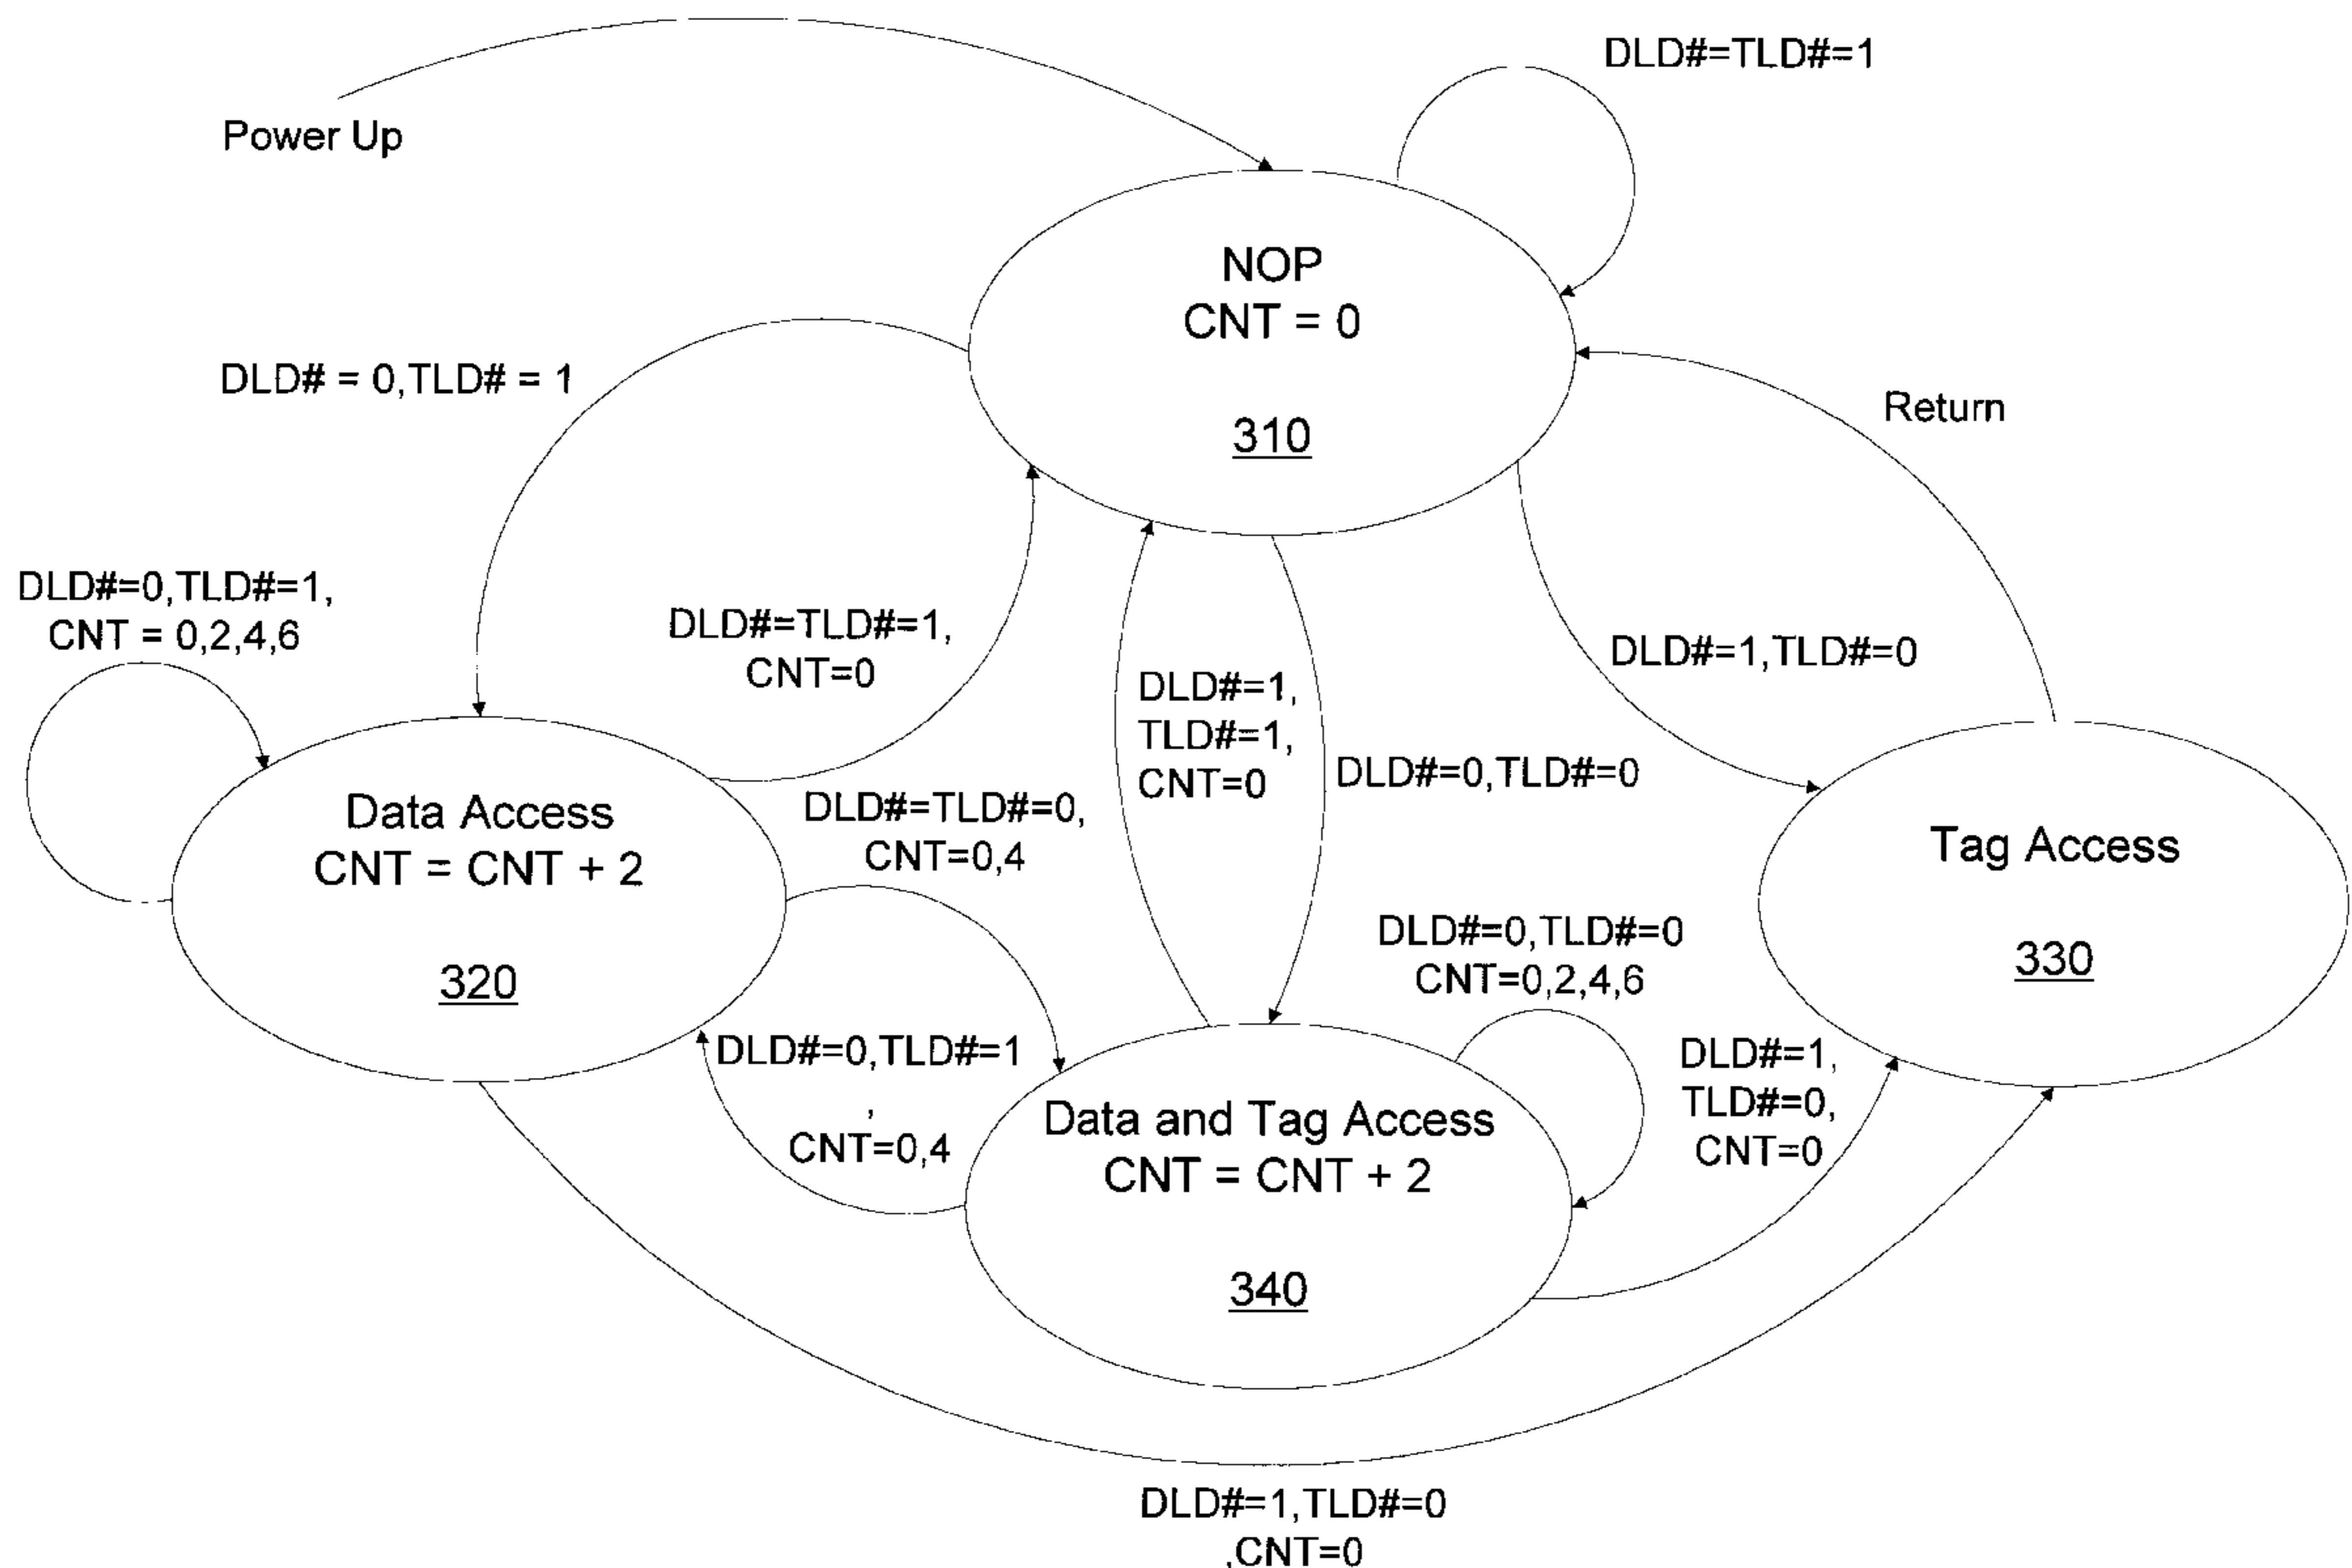 DLD#=TLD#=1
Power Up
NOP
CNT = 0
310
DLD# = 0,TLD# = 1
Return
DLD#=0,TLD#=1,
CNT = 0,2,4,6
DLD#=TLD#=1,
CNT=0
DLD#=1,
TLD#=1,
CNT=0
DLD#=1,TLD#=0
DLD#=0,TLD#=0
Data Access
CNT = CNT + 2
320
DLD#=TLD#=0,
CNT=0,4
Tag Access
330
DLD#=0,TLD#=0
CNT=0,2,4,6
DLD#=0,TLD#=1
,
CNT=0,4
Data and Tag Access
CNT = CNT + 2
340
DLD#=1,
TLD#=0,
CNT=0
DLD#=1,TLD#=0
,CNT=0